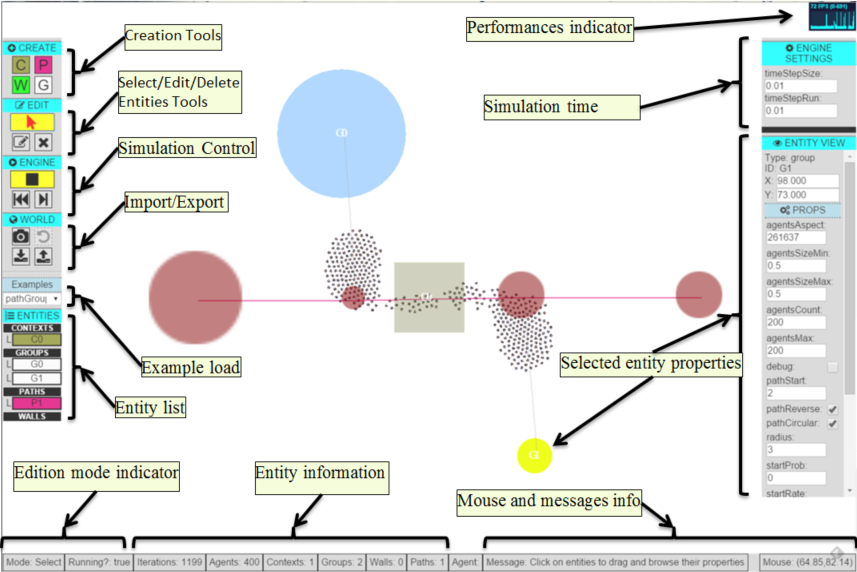 72 FPS (0-691)
Performances indicator
Creation Tools
CREATE
C P
W G
ENGINE
SETTINGS
timeStepSize:
0.01
timeStepRun:
0.01
Select/Edit/Delete
Entities Tools
EDIT
Simulation time
Simulation Control
ENGINE
Import/Export
WORLD
ENTITY VIEW
Type: group
ID: G1
X: 98.000
Y: 73.000
PROPS
agentsAspect:
261637
agentsSizeMin:
0.5
agentsSizeMax:
0.5
agentsCount:
200
agentsMax:
200
debug:
pathStart:
2
pathReverse:
pathCircular:
radius:
3
startProb:
0
startRate:
Examples
pathGrou
ENTITIES
CONTEXTS
L C0
GROUPS
L G0
L G1
PATHS
L P1
WALLS
Example load
Entity list
Selected entity properties
G1
Edition mode indicator
Entity information
Mouse and messages info
Mode: Select Running?: true Iterations: 1199 Agents: 400 Contexts: 1 Groups: 2 Walls: 0 Paths: 1 Agent: Message: Click on entities to drag and browse their properties Mouse: (64.85,82.14)